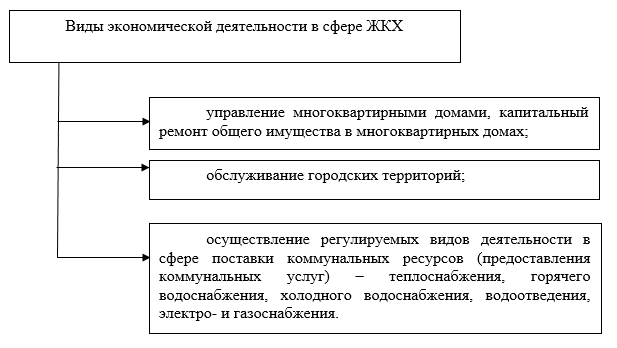 Виды экономической деятельности в сфере ЖКХ
управление многоквартирными домами, капитальный
ремонт общего имущества в многоквартирных домах;
обслуживание городских территорий;
осуществление регулируемых видов деятельности в
сфере поставки коммунальных ресурсов (предоставления
коммунальных услуг) – теплоснабжения, горячего
водоснабжения, холодного водоснабжения, водоотведения,
электро- и газоснабжения.